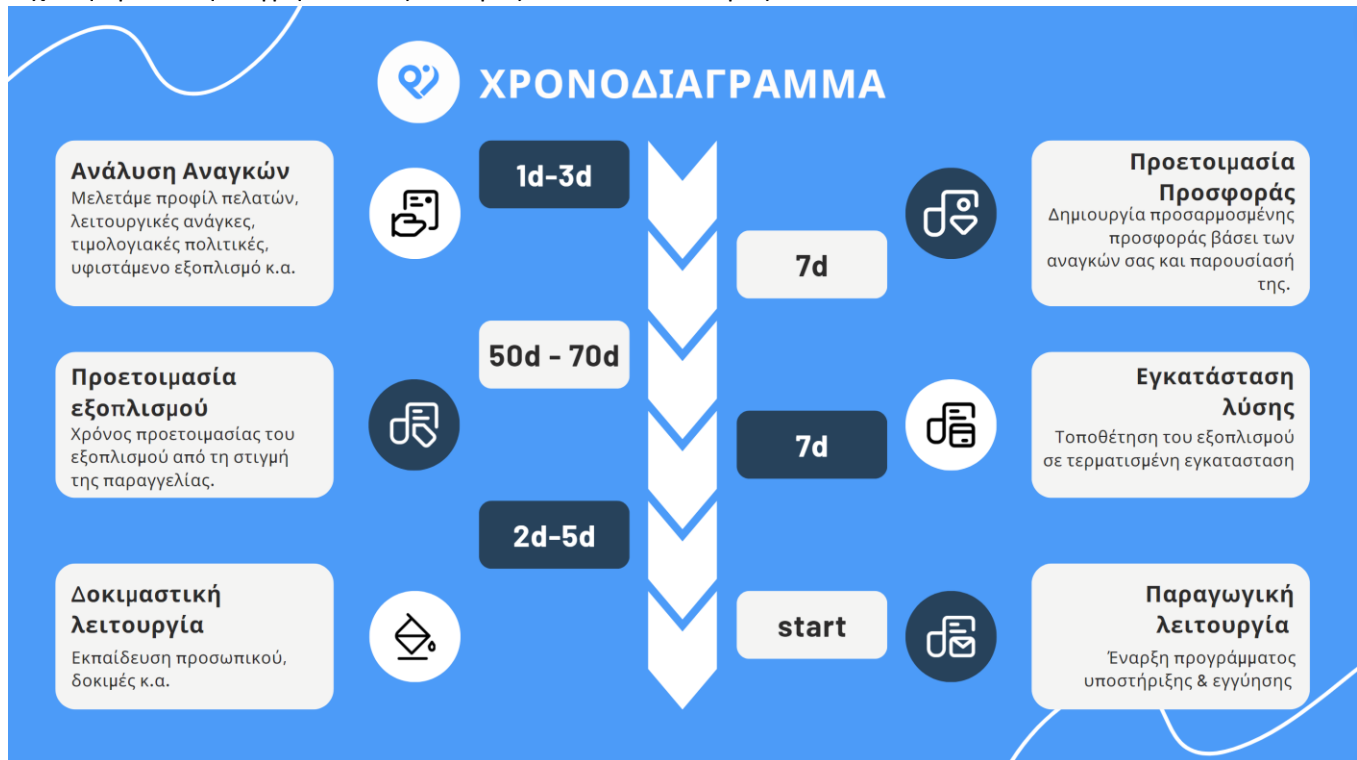 ΧΡΟΝΟΔΙΑΓΡΑΜΜΑ
Ανάλυση Αναγκών
Μελετάμε προφίλ πελατών,
λειτουργικές ανάγκες,
τιμολογιακές πολιτικές,
υφιστάμενο εξοπλισμό κ.α.
1d-3d
Προετοιμασία
Προσφοράς
Δημιουργία προσαρμοσμένης
προσφοράς βάσει των
αναγκών σας και παρουσίασή
της.
7d
Προετοιμασία
εξοπλισμού
Χρόνος προετοιμασίας του
εξοπλισμού από τη στιγμή
της παραγγελίας.
50d - 70d
Εγκατάσταση
λύσης
Τοποθέτηση του εξοπλισμού
σε τερματισμένη εγκατασταση
7d
Δοκιμαστική
λειτουργία
Εκπαίδευση προσωπικού,
δοκιμές κ.α.
2d-5d
Παραγωγική
λειτουργία
Έναρξη προγράμματος
υποστήριξης & εγγύησης
start